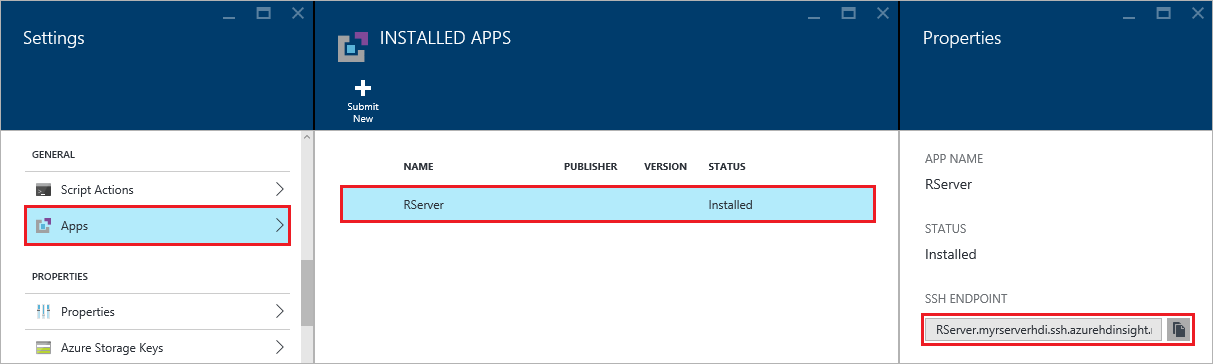 Settings
GENERAL
Script Actions
Apps
PROPERTIES
Properties
Azure Storage Keys
INSTALLED APPS
Submit
New
NAME PUBLISHER VERSION STATUS
RServer Installed
Properties
APP NAME
RServer
STATUS
Installed
SSH ENDPOINT
RServer.myrserverhdi.ssh.azurehdinsight.